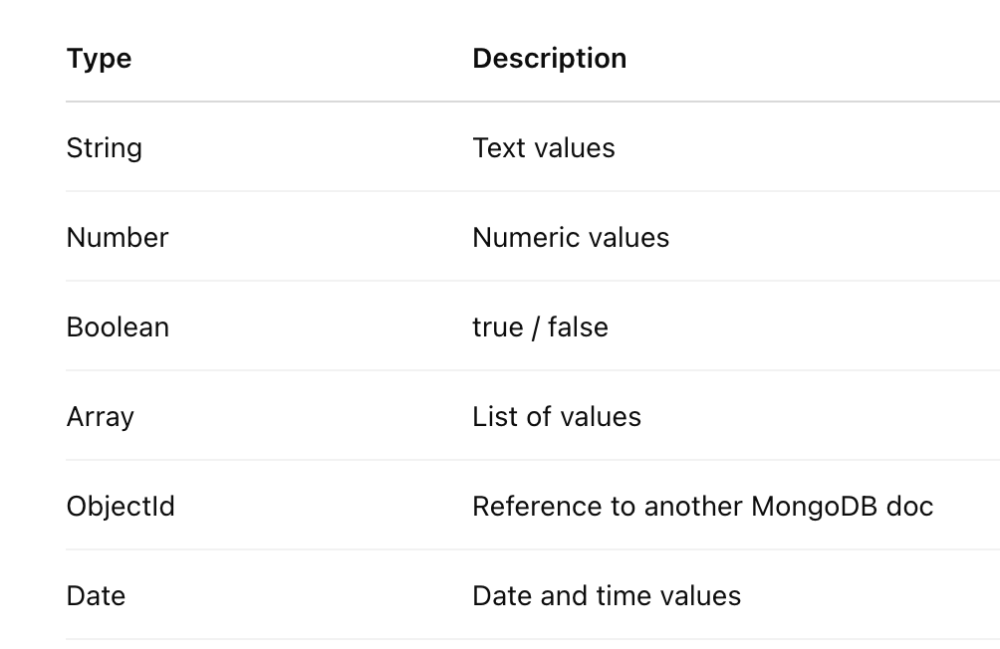 Type Description
String Text values
Number Numeric values
Boolean true / false
Array List of values
ObjectId Reference to another MongoDB doc
Date Date and time values